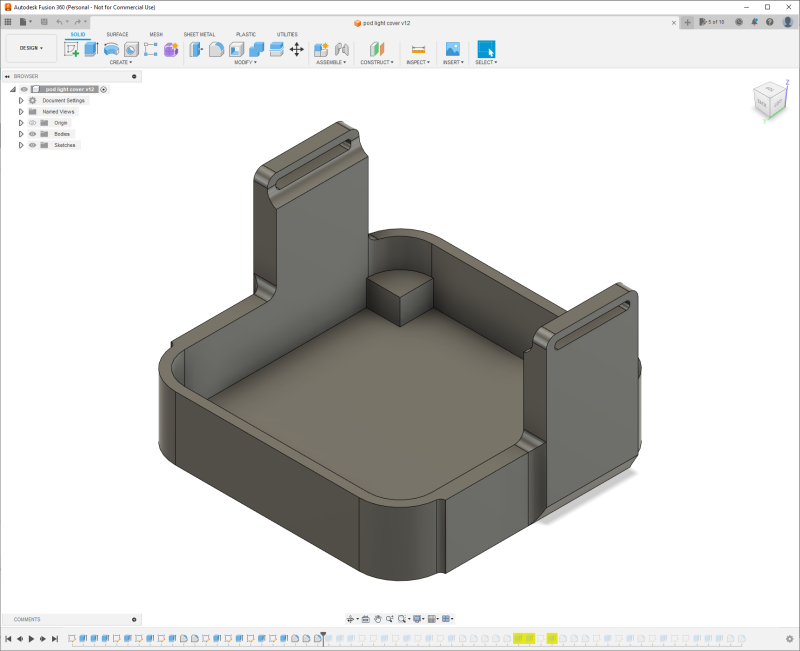 Autodesk Fusion 360 (Personal - Not for Commercial Use)
pod light cover v12
5 of 10
DESIGN
SOLID SURFACE MESH SHEET METAL PLASTIC UTILITIES
CREATE MODIFY ASSEMBLE CONSTRUCT INSPECT INSERT SELECT
BROWSER
pod light cover v12
Document Settings
Named Views
Origin
Bodies
Sketches
Z
COMMENTS